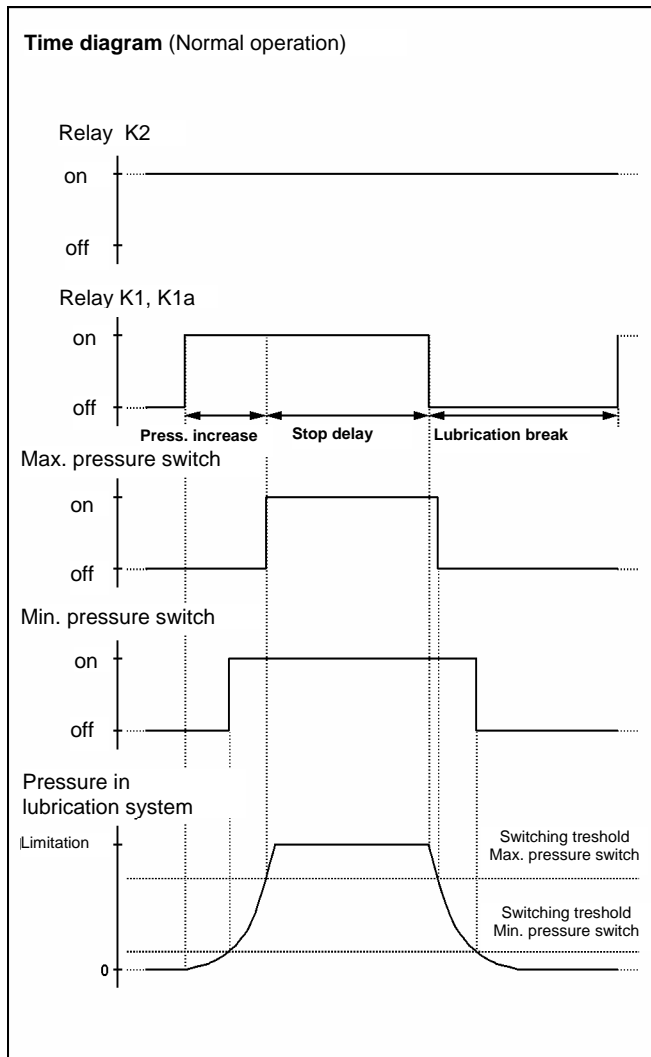 Time diagram (Normal operation)
Relay K2
on
off
Relay K1, K1a
on
off
Press. increase
Stop delay
Lubrication break
Max. pressure switch
on
off
Min. pressure switch
on
off
Pressure in
lubrication system
Limitation
Switching treshold
Max. pressure switch
Switching treshold
Min. pressure switch
0